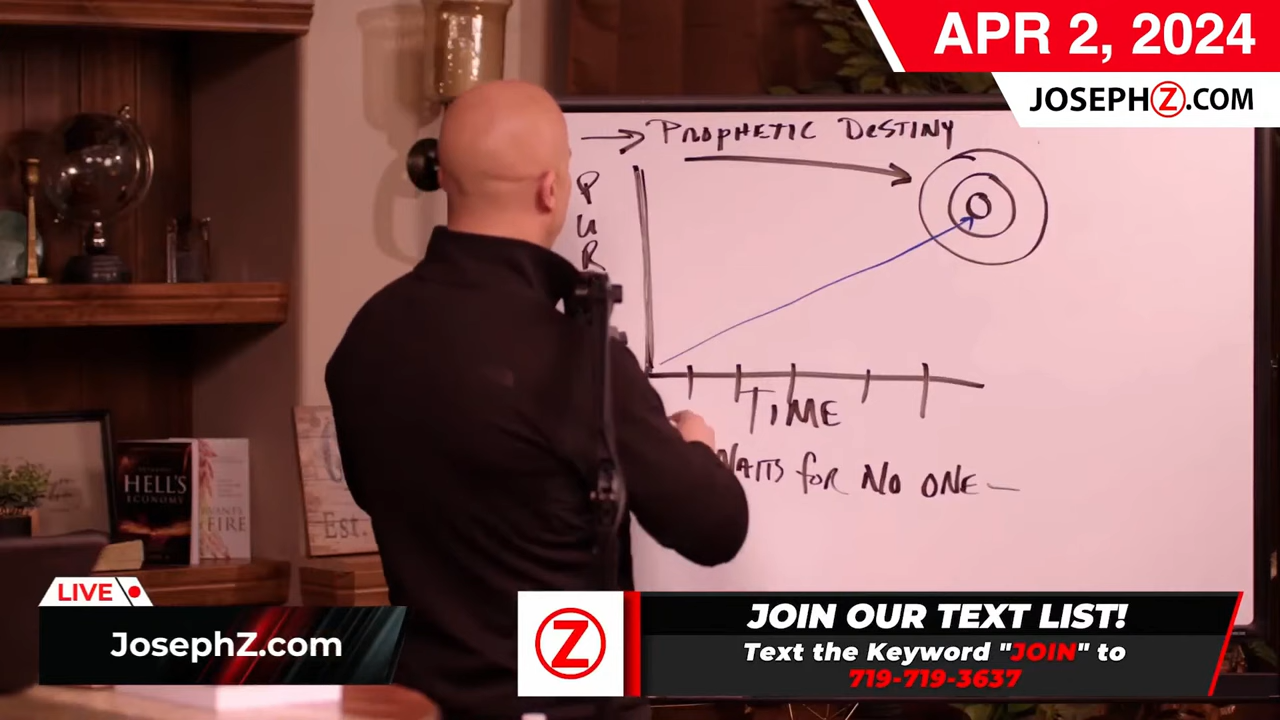 APR 2, 2024
JOSEPHZ.COM
→ PROPHETIC DESTINY
PUR
TIME
WAITS FOR NO ONE —
HELL'S
ECONOMY
FIRE
Est.
LIVE
JosephZ.com
Z
JOIN OUR TEXT LIST!
Text the Keyword "JOIN" to
719-719-3637